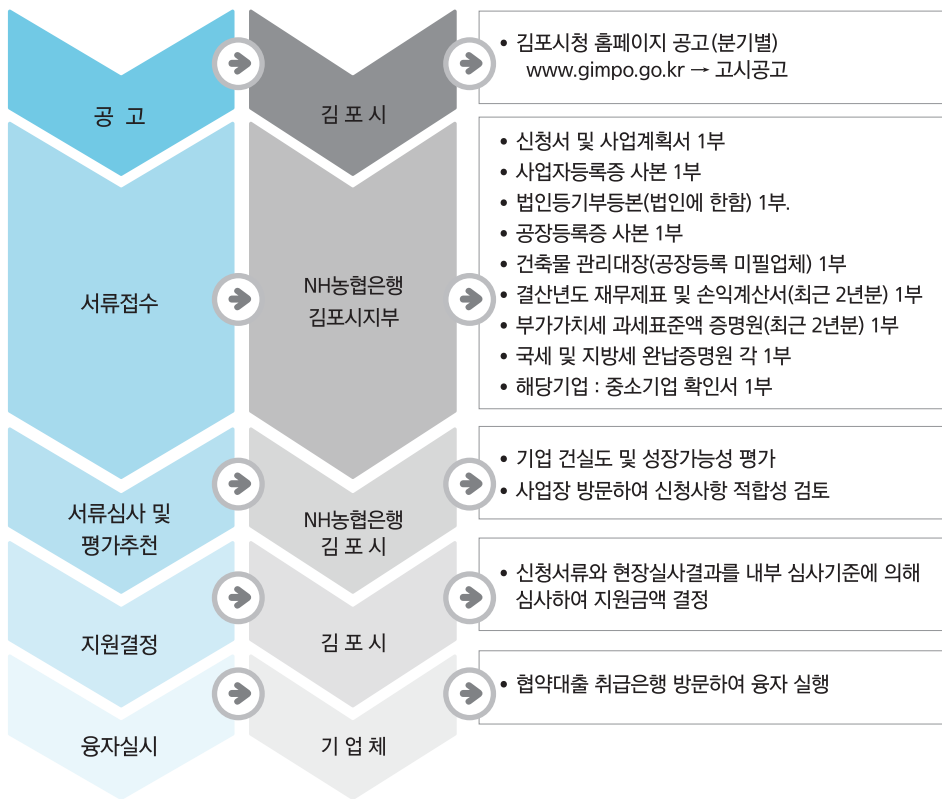 공 고
김 포 시
• 김포시청 홈페이지 공고(분기별)
www.gimpo.go.kr → 고시공고
서류접수
NH농협은행
김포시지부
• 신청서 및 사업계획서 1부
• 사업자등록증 사본 1부
• 법인등기부등본(법인에 한함) 1부.
• 공장등록증 사본 1부
• 건축물 관리대장(공장등록 미필업체) 1부
• 결산년도 재무제표 및 손익계산서(최근 2년분) 1부
• 부가가치세 과세표준액 증명원(최근 2년분) 1부
• 국세 및 지방세 완납증명원 각 1부
• 해당기업 : 중소기업 확인서 1부
서류심사 및
평가추천
NH농협은행
김 포 시
• 기업 건실도 및 성장가능성 평가
• 사업장 방문하여 신청사항 적합성 검토
지원결정
김 포 시
• 신청서류와 현장실사결과를 내부 심사기준에 의해
심사하여 지원금액 결정
융자실시
기 업 체
• 협약대출 취급은행 방문하여 융자 실행